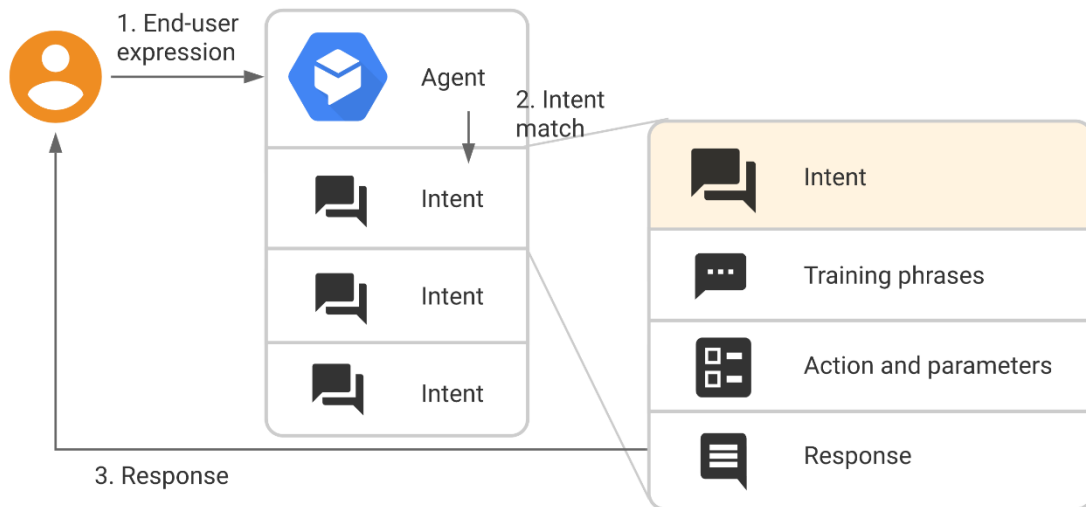 1. End-user
expression
Agent
2. Intent
match
Intent
Intent
Intent
Intent
Training phrases
Action and parameters
Response
3. Response